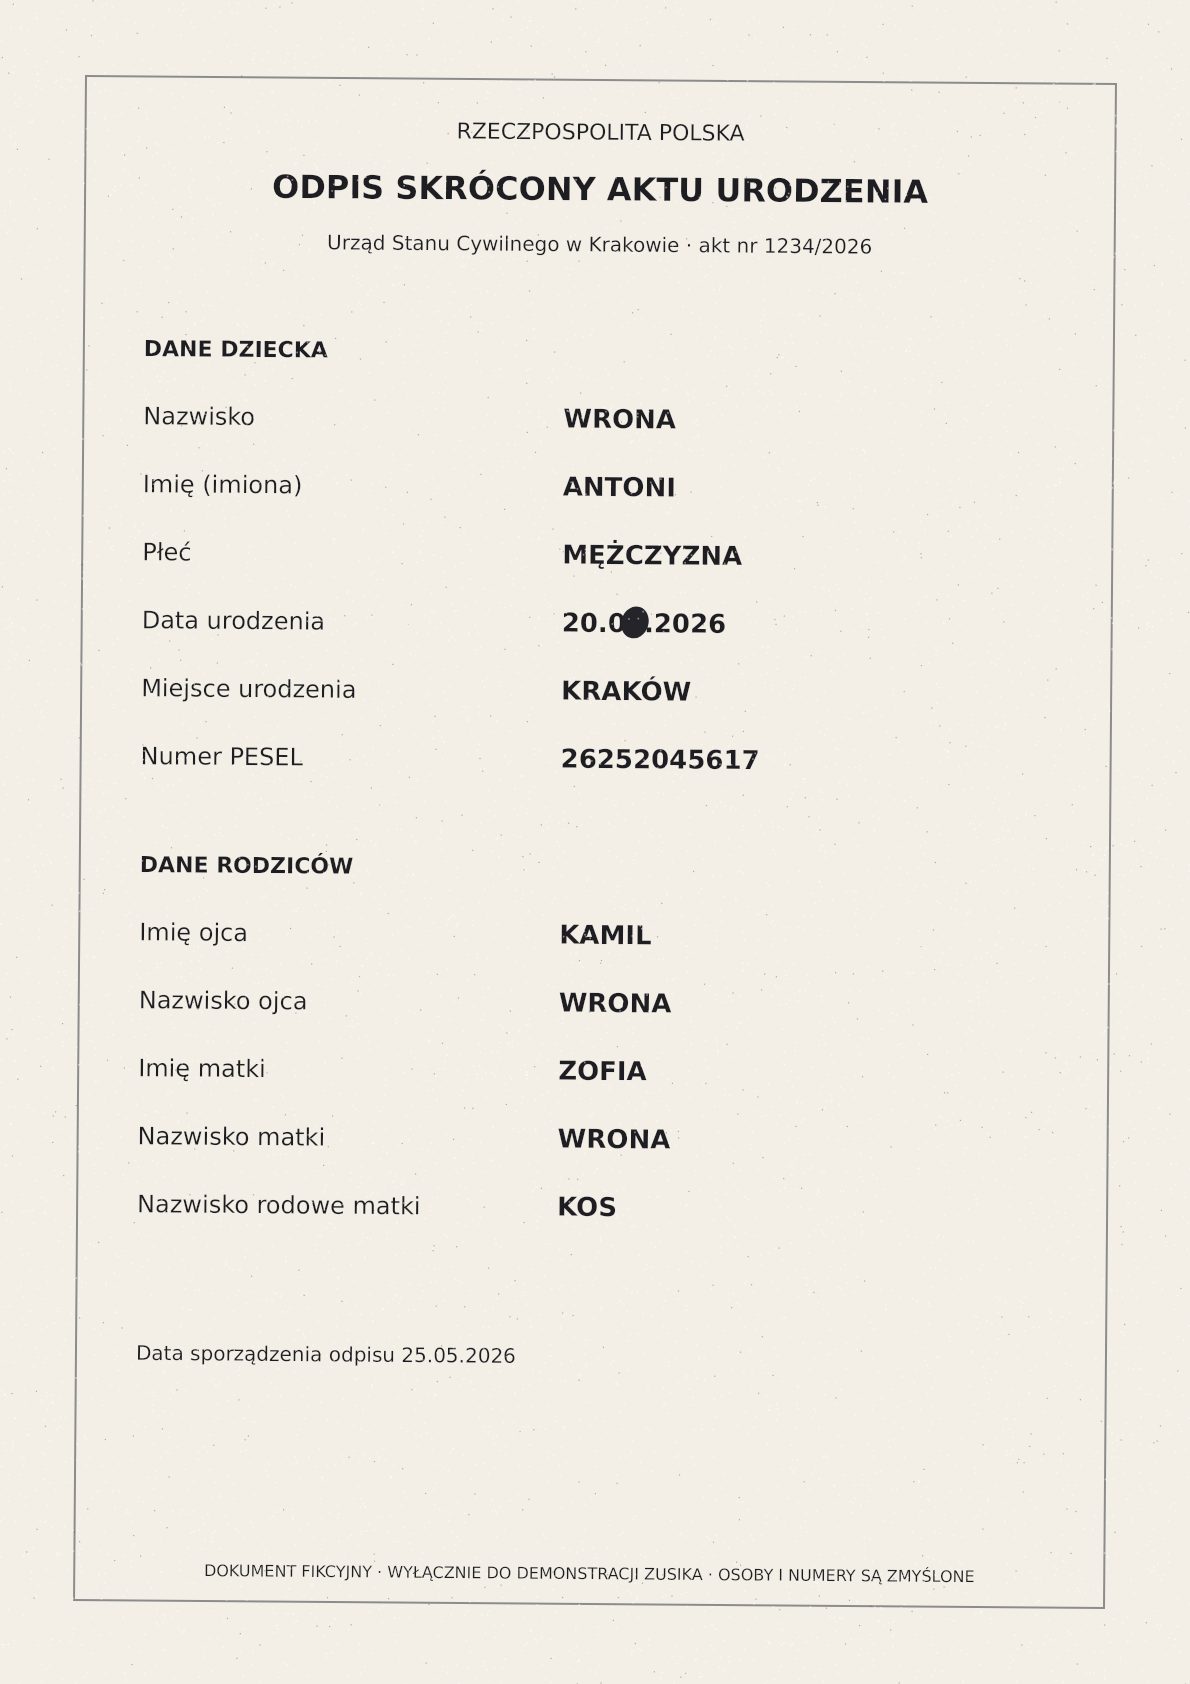 RZECZPOSPOLITA POLSKA
ODPIS SKRÓCONY AKTU URODZENIA
Urząd Stanu Cywilnego w Krakowie · akt nr 1234/2026
DANE DZIECKA
Nazwisko WRONA
Imię (imiona) ANTONI
Płeć MĘŻCZYZNA
Data urodzenia
Miejsce urodzenia KRAKÓW
Numer PESEL 26252045617
DANE RODZICÓW
Imię ojca KAMIL
Nazwisko ojca WRONA
Imię matki ZOFIA
Nazwisko matki WRONA
Nazwisko rodowe matki KOS
Data sporządzenia odpisu 25.05.2026
DOKUMENT FIKCYJNY · WYŁĄCZNIE DO DEMONSTRACJI ZUSIKA · OSOBY I NUMERY SĄ ZMYŚLONE